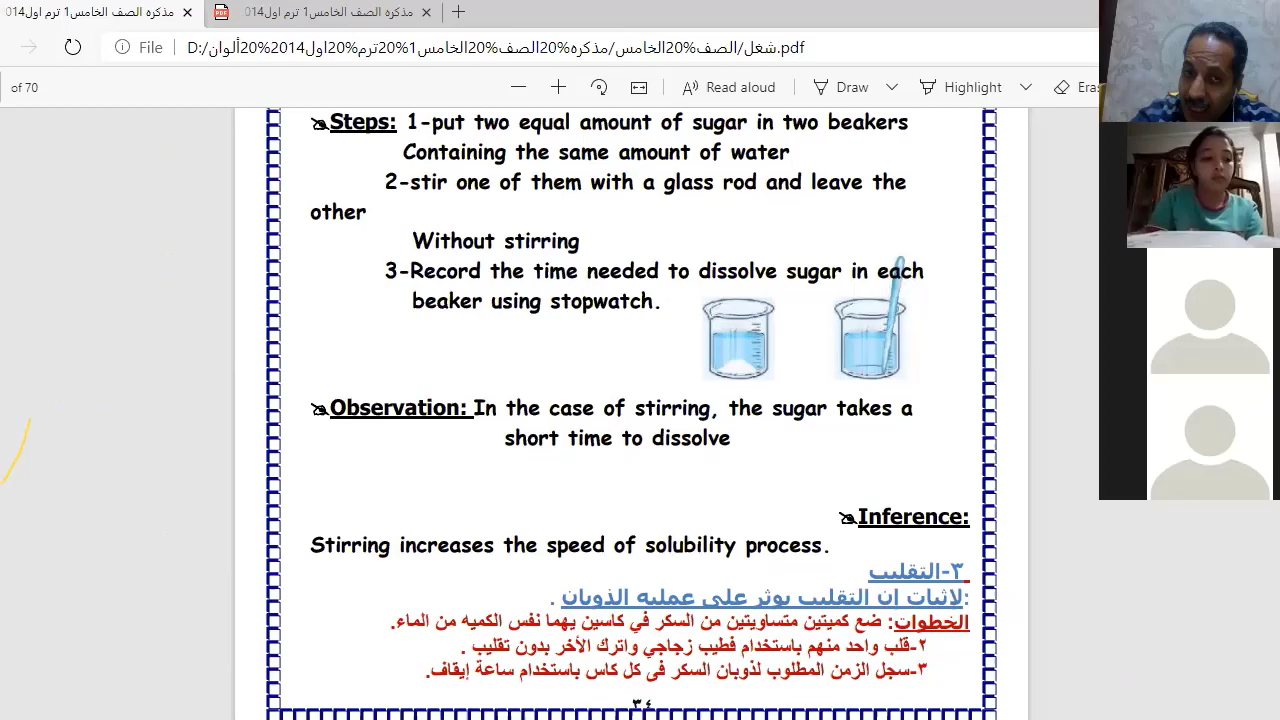 مذكره الصف الخامس1 ترم اول014
مذكره الصف الخامس1 ترم اول014
File
D:/شغل/الصف%20الخامس/مذكره%20الصف%20الخامس1%20ترم%20اول2014%20ألوان.pdf
of 70
Read aloud
Draw
Highlight
Eras
Steps: 1-put two equal amount of sugar in two beakers
Containing the same amount of water
2-stir one of them with a glass rod and leave the
other
Without stirring
3-Record the time needed to dissolve sugar in each
beaker using stopwatch.
Observation: In the case of stirring, the sugar takes a
short time to dissolve
Inference:
Stirring increases the speed of solubility process.
٣-التقليب
:لاثبات إن التقليب يوثر على عمليه الذوبان .
الخطوات: ضع كميتين متساويتين من السكر في كاسين بهما نفس الكميه من الماء.
٢-قلب واحد منهم باستخدام قطيب زجاجي واترك الأخر بدون تقليب .
٣-سجل الزمن المطلوب لذوبان السكر فى كل كاس باستخدام ساعة إيقاف.
٣٤